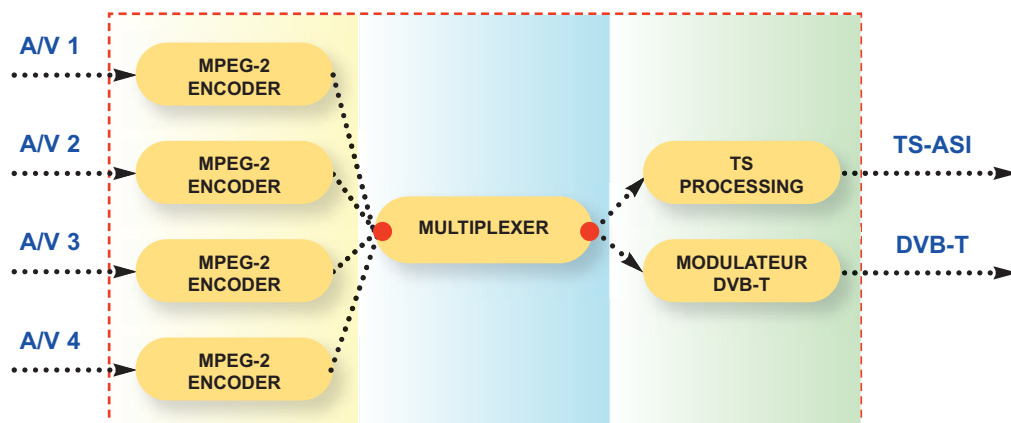 A/V 1
MPEG-2
ENCODER
A/V 2
MPEG-2
ENCODER
A/V 3
MPEG-2
ENCODER
A/V 4
MPEG-2
ENCODER
MULTIPLEXER
TS
PROCESSING
TS-ASI
MODULATEUR
DVB-T
DVB-T